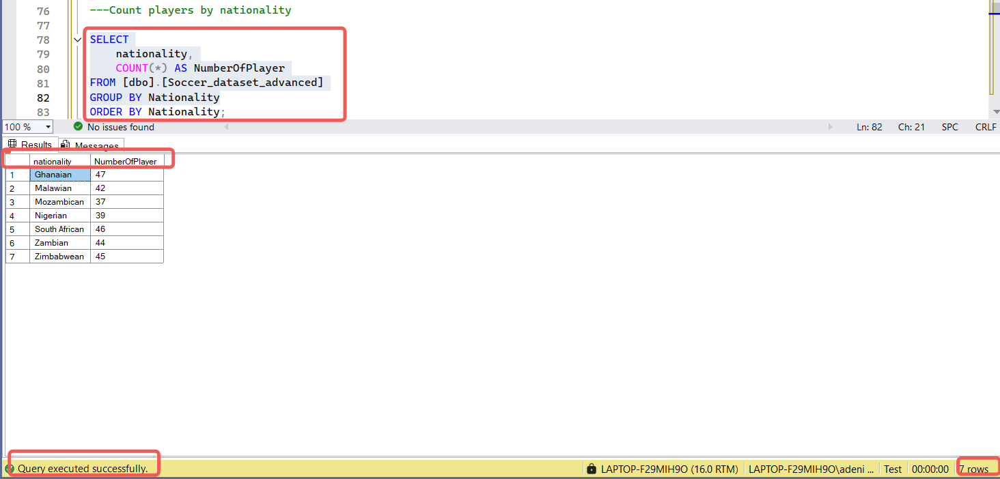 76 ---Count players by nationality
77
78 SELECT
79 nationality,
80 COUNT(*) AS NumberOfPlayer
81 FROM [dbo].[Soccer_dataset_advanced]
82 GROUP BY Nationality
83 ORDER BY Nationality;
100 % No issues found Ln: 82 Ch: 21 SPC CRLF
Results Messages
nationality NumberOfPlayer
1 Ghanaian 47
2 Malawian 42
3 Mozambican 37
4 Nigerian 39
5 South African 46
6 Zambian 44
7 Zimbabwean 45
Query executed successfully. LAPTOP-F29MIH9O (16.0 RTM) LAPTOP-F29MIH9O\adeni ... Test 00:00:00 7 rows